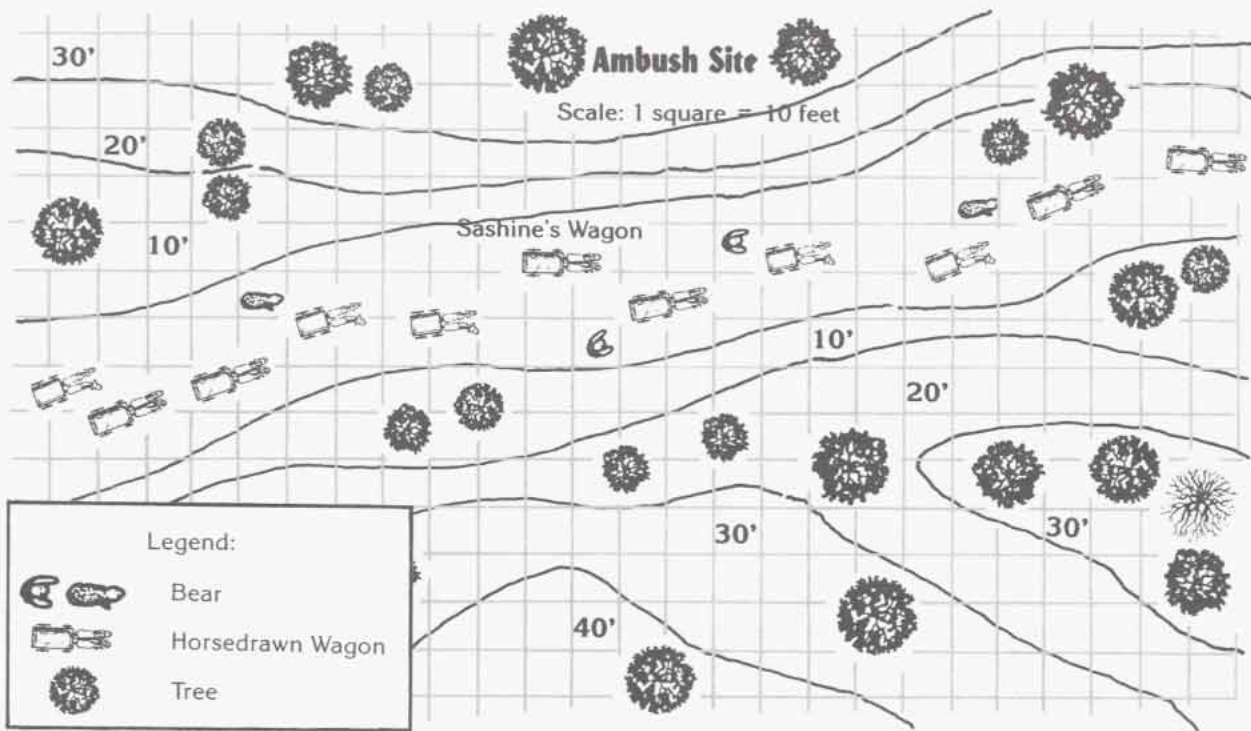 30'
Ambush Site
Scale: 1 square = 10 feet
20'
Sashine's Wagon
10'
10'
20'
30'
30'
40'
Legend:
Bear
Horsedrawn Wagon
Tree